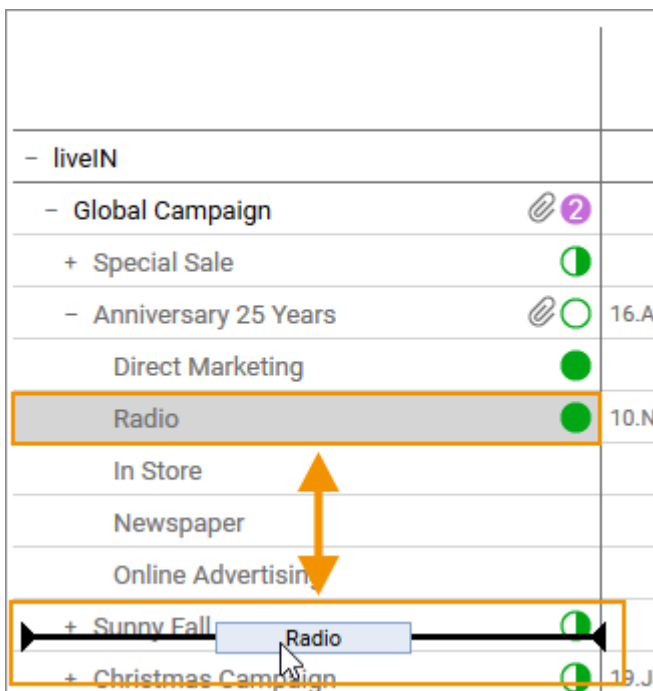 − liveIN
− Global Campaign 2
+ Special Sale
− Anniversary 25 Years 16.A
Direct Marketing
Radio 10.N
In Store
Newspaper
Online Advertising
+ Sunny Fall
Radio
+ Christmas Campaign 19.J